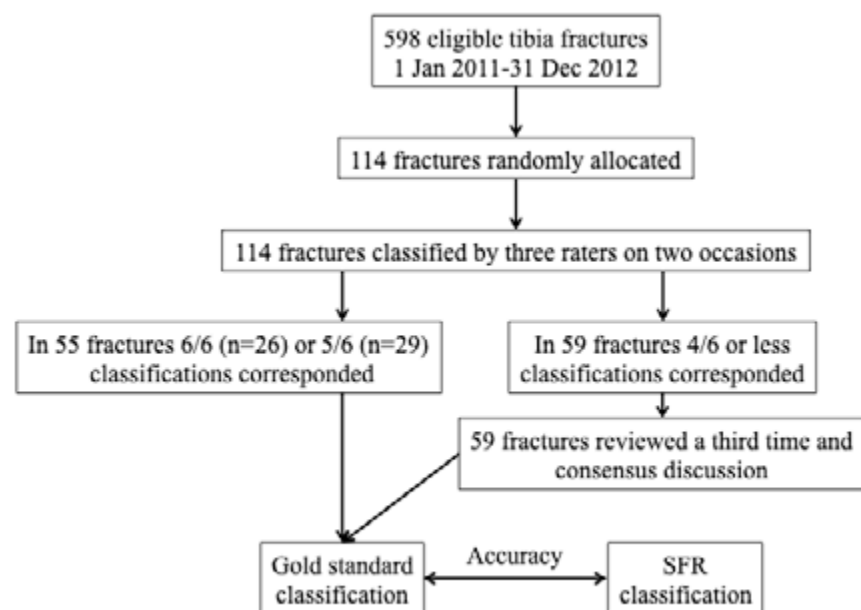 598 eligible tibia fractures
1 Jan 2011-31 Dec 2012
114 fractures randomly allocated
114 fractures classified by three raters on two occasions
In 55 fractures 6/6 (n=26) or 5/6 (n=29)
classifications corresponded
In 59 fractures 4/6 or less
classifications corresponded
59 fractures reviewed a third time and
consensus discussion
Gold standard
classification
Accuracy
SFR
classification